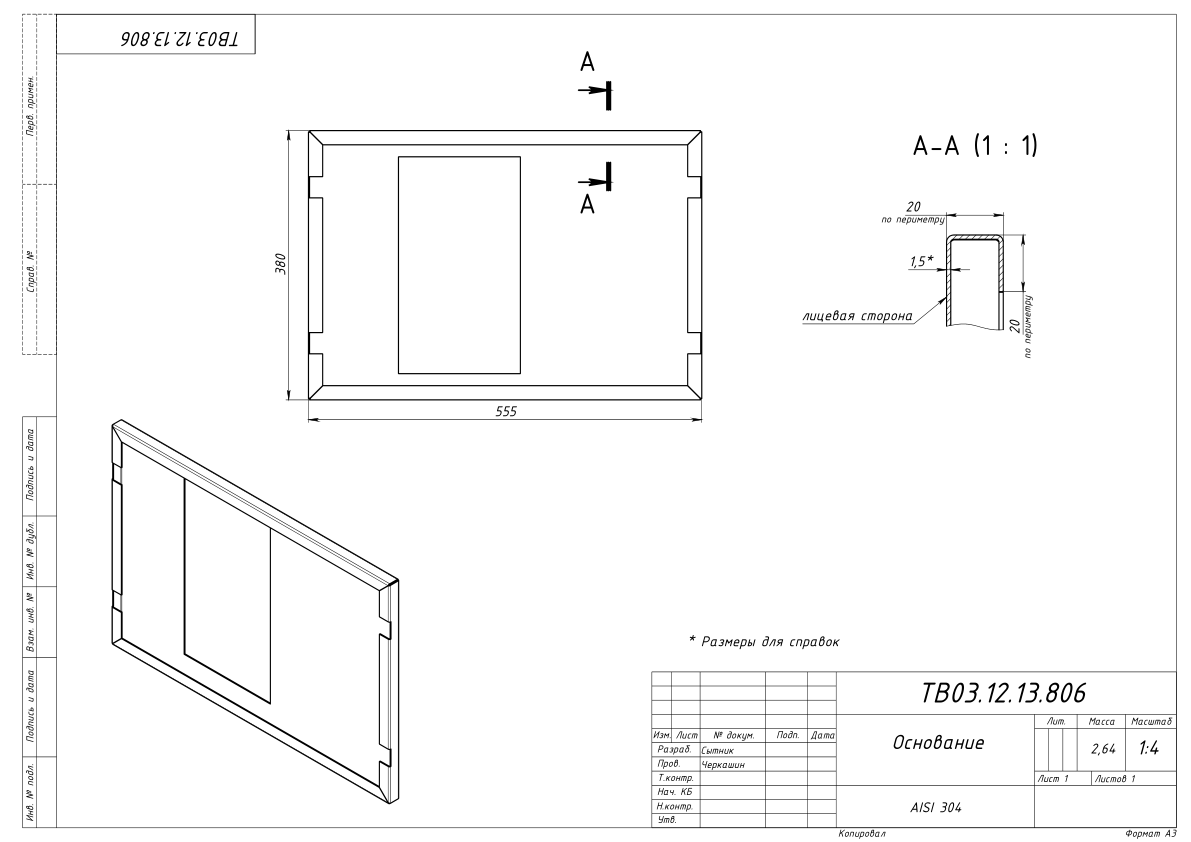 ТВ03.12.13.806
Перв. примен.
Справ. №
Подпись и дата
Инв. № дубл.
Взам. инв. №
Подпись и дата
Инв. № подл.
A
A
380
555
A-A (1 : 1)
20
по периметру
1,5*
лицевая сторона
20
по периметру
* Размеры для справок
ТВ03.12.13.806
Изм. Лист № докум. Подп. Дата
Разраб. Сытник
Пров. Черкашин
Т.контр.
Нач. КБ
Н.контр.
Утв.
Основание
AISI 304
Лит. Масса Масштаб
2,64 1:4
Лист 1 Листов 1
Копировал Формат А3